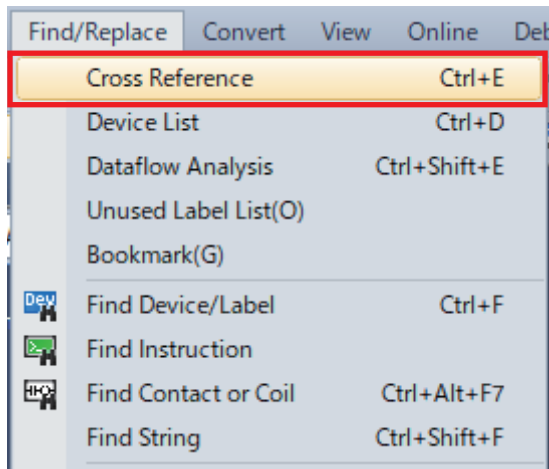 Find/Replace Convert View Online Deb
Cross Reference Ctrl+E
Device List Ctrl+D
Dataflow Analysis Ctrl+Shift+E
Unused Label List(O)
Bookmark(G)
Dev Find Device/Label Ctrl+F
Find Instruction
Find Contact or Coil Ctrl+Alt+F7
Find String Ctrl+Shift+F